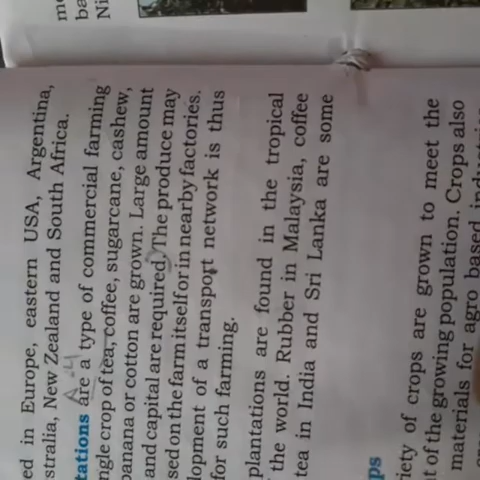 ed in Europe, eastern USA, Argentina,
stralia, New Zealand and South Africa.
tations are a type of commercial farming
ngle crop of tea, coffee, sugarcane, cashew,
banana or cotton are grown. Large amount
and capital are required. The produce may
sed on the farm itself or in nearby factories.
lopment of a transport network is thus
for such farming.
plantations are found in the tropical
the world. Rubber in Malaysia, coffee
tea in India and Sri Lanka are some
ps
riety of crops are grown to meet the
t of the growing population. Crops also
materials for agro based